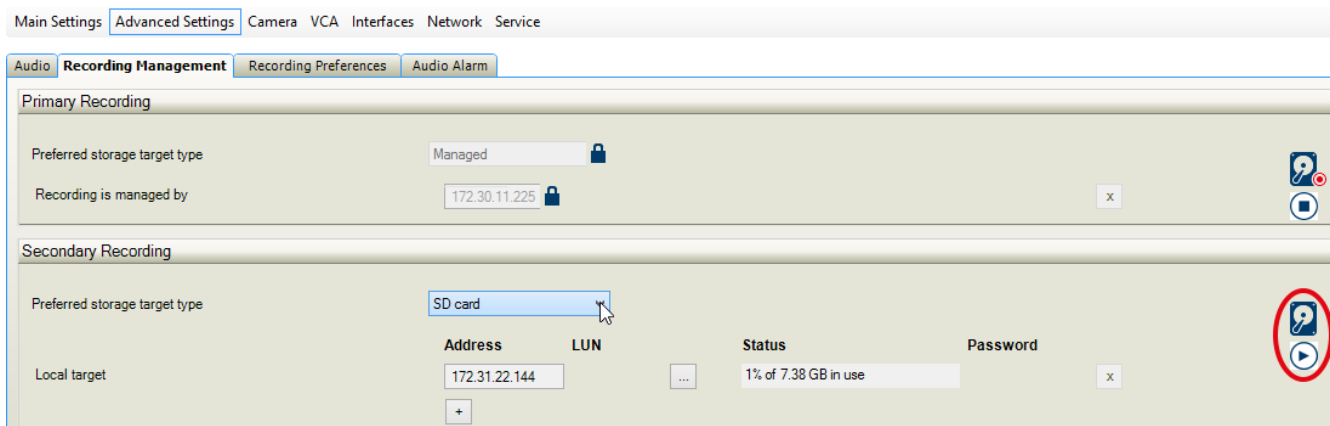 Main Settings Advanced Settings Camera VCA Interfaces Network Service
Audio Recording Management Recording Preferences Audio Alarm
Primary Recording
Preferred storage target type Managed
Recording is managed by 172.30.11.225 x
Secondary Recording
Preferred storage target type SD card
Address LUN Status Password
Local target 172.31.22.144 ... 1% of 7.38 GB in use x
+